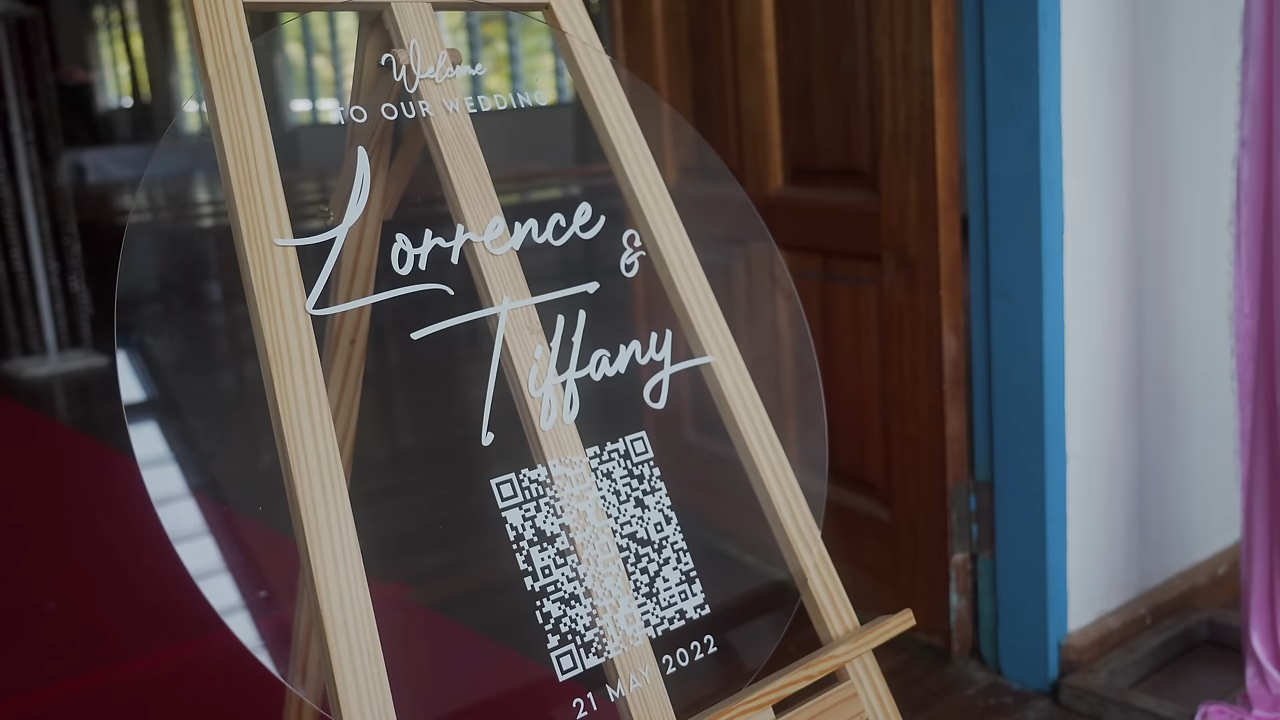 Welcome
TO OUR WEDDING
Lorrence
&
Tiffany
21 MAY 2022